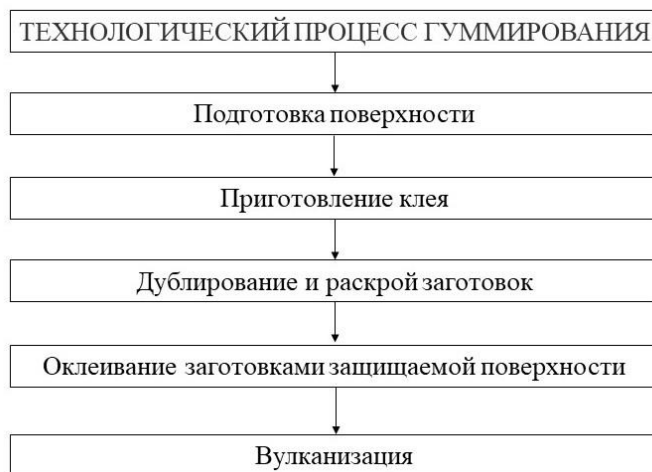 ТЕХНОЛОГИЧЕСКИЙ ПРОЦЕСС ГУММИРОВАНИЯ
Подготовка поверхности
Приготовление клея
Дублирование и раскрой заготовок
Оклеивание заготовками защищаемой поверхности
Вулканизация